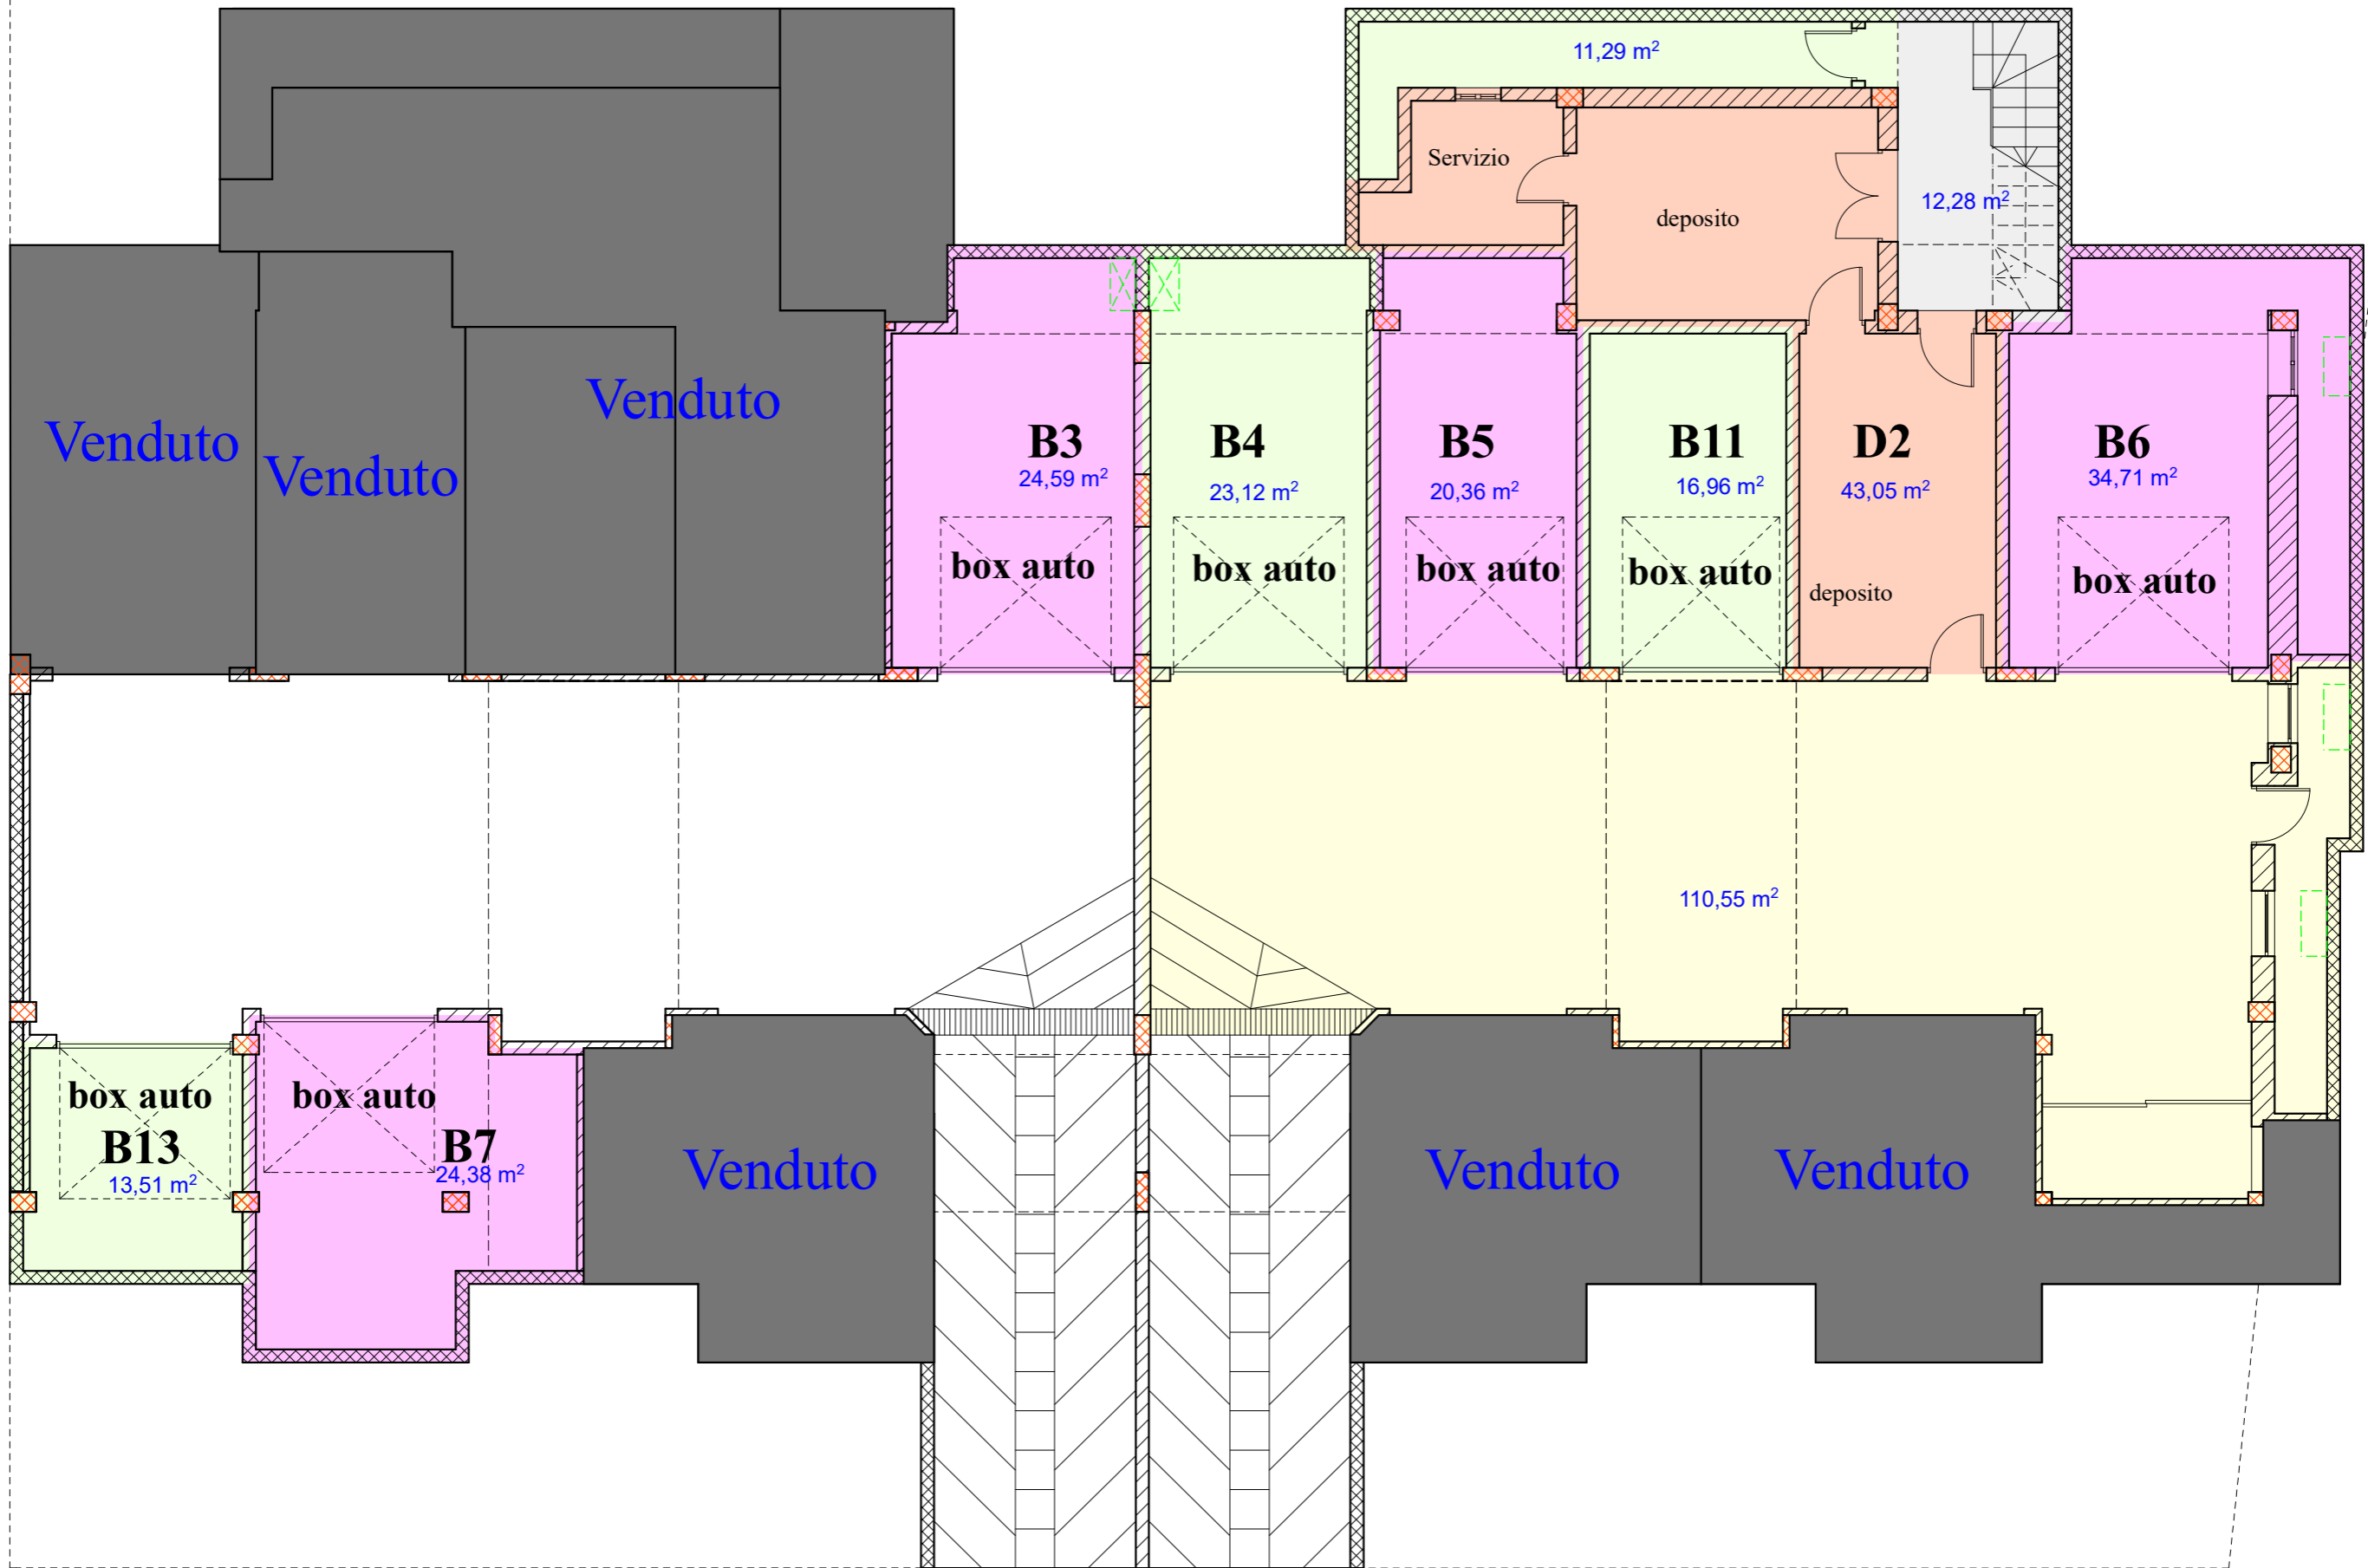 11,29 m²
Servizio
deposito
12,28 m²
Venduto
Venduto
Venduto
B3
24,59 m²
box auto
B4
23,12 m²
box auto
B5
20,36 m²
box auto
B11
16,96 m²
box auto
D2
43,05 m²
deposito
B6
34,71 m²
box auto
110,55 m²
box auto
B13
13,51 m²
box auto
B7
24,38 m²
Venduto
Venduto
Venduto